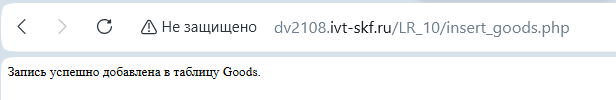 Не защищено dv2108.ivt-skf.ru/LR_10/insert_goods.php
Запись успешно добавлена в таблицу Goods.